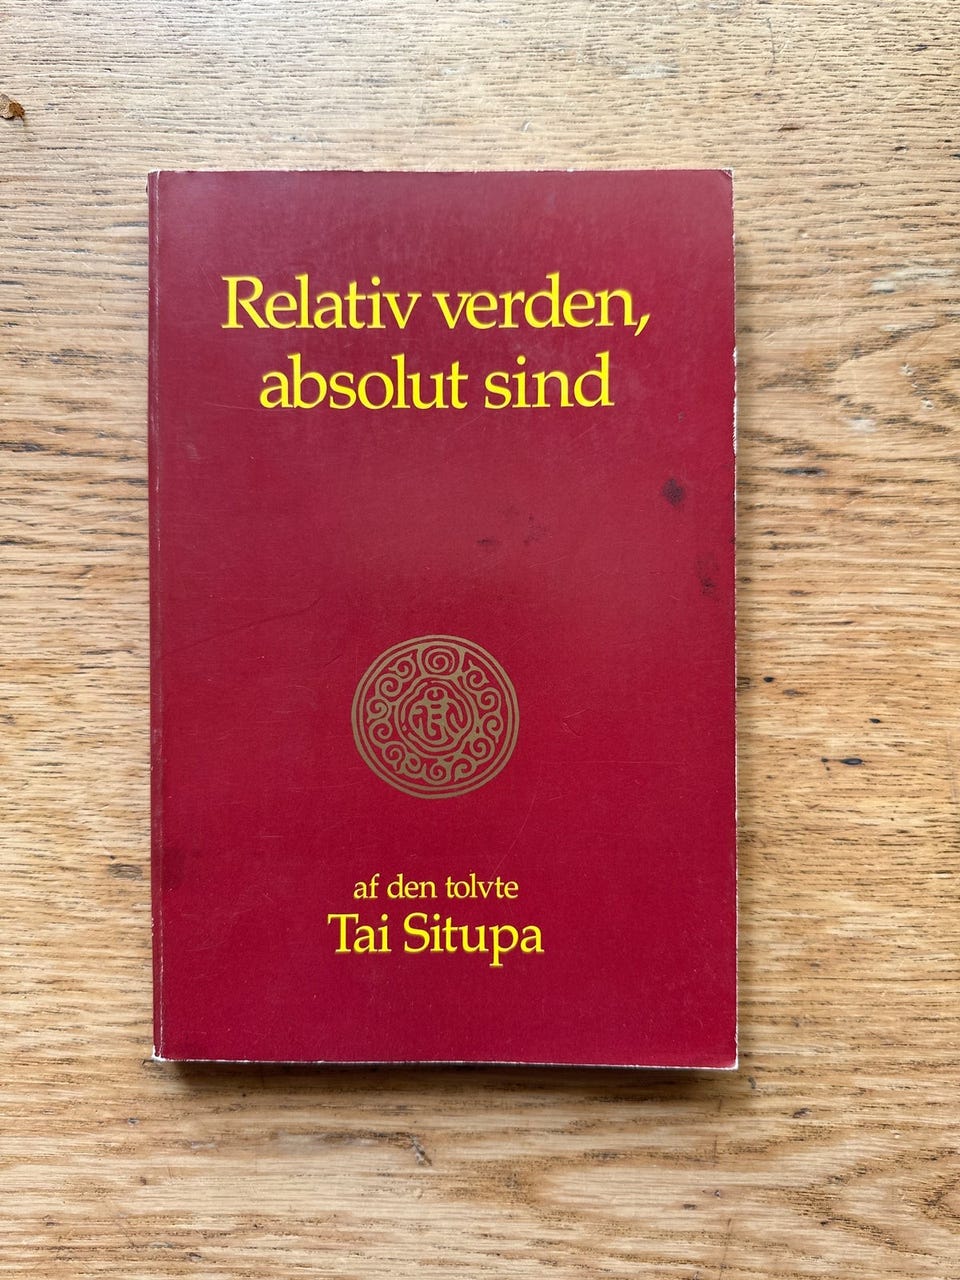 Relativ verden,
absolut sind
af den tolvte
Tai Situpa